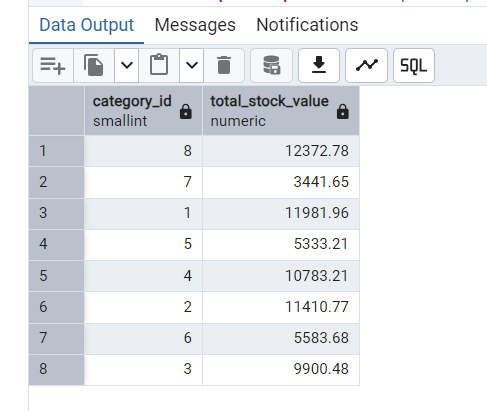 Data Output Messages Notifications
SQL
category_id total_stock_value
smallint numeric
1 8 12372.78
2 7 3441.65
3 1 11981.96
4 5 5333.21
5 4 10783.21
6 2 11410.77
7 6 5583.68
8 3 9900.48